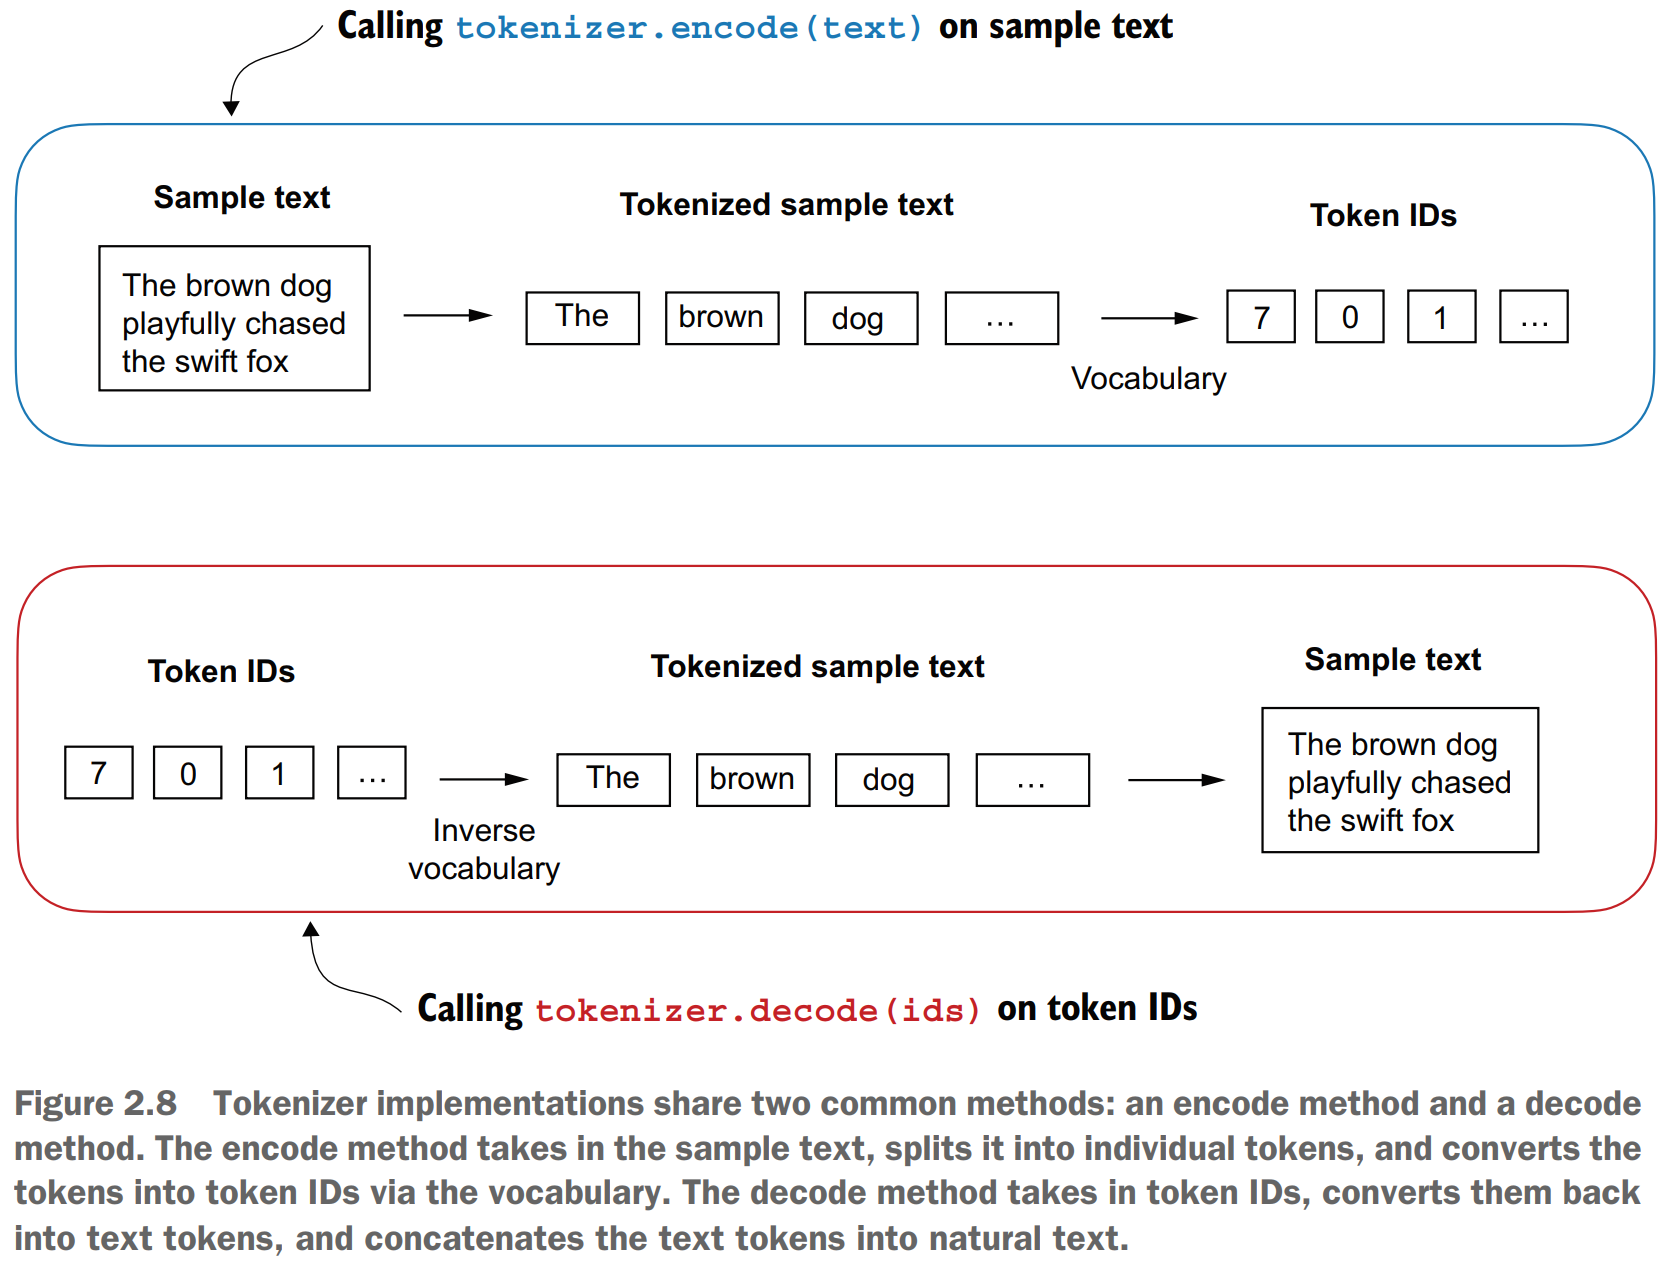 Calling tokenizer.encode(text) on sample text
Sample text
Tokenized sample text
Token IDs
The brown dog
playfully chased
the swift fox
The
brown
dog
...
Vocabulary
7
0
1
...
Token IDs
Tokenized sample text
Sample text
7
0
1
...
Inverse
vocabulary
The
brown
dog
...
The brown dog
playfully chased
the swift fox
Calling tokenizer.decode(ids) on token IDs
Figure 2.8 Tokenizer implementations share two common methods: an encode method and a decode
method. The encode method takes in the sample text, splits it into individual tokens, and converts the
tokens into token IDs via the vocabulary. The decode method takes in token IDs, converts them back
into text tokens, and concatenates the text tokens into natural text.